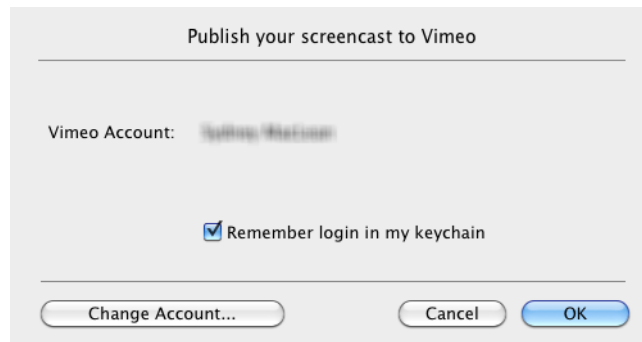 Publish your screencast to Vimeo
Vimeo Account:
Remember login in my keychain
Change Account... Cancel OK